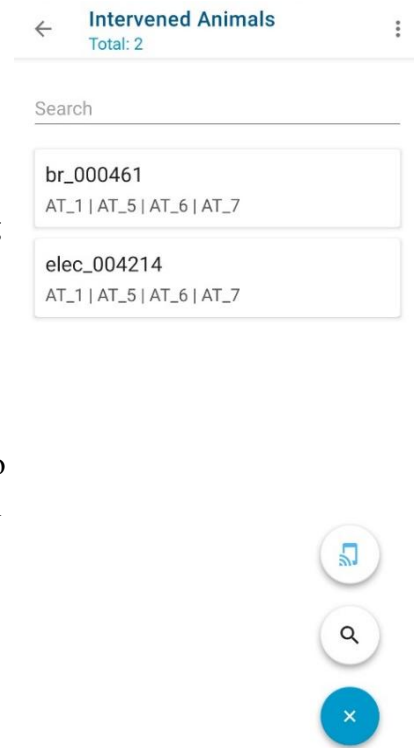 Intervened Animals
Total: 2
Search
br_000461
AT_1 | AT_5 | AT_6 | AT_7
elec_004214
AT_1 | AT_5 | AT_6 | AT_7